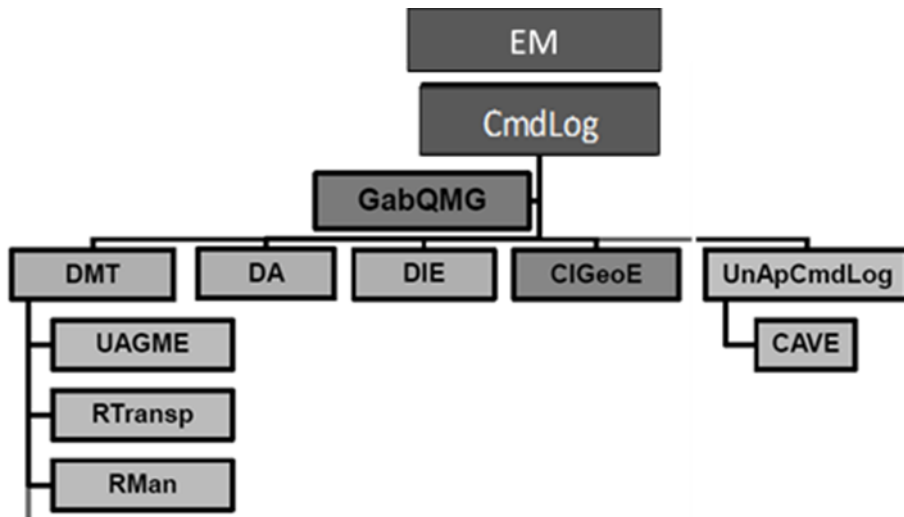 EM
CmdLog
GabQMG
DMT
DA
DIE
CIGeoE
UnApCmdLog
UAGME
CAVE
RTransp
RMan